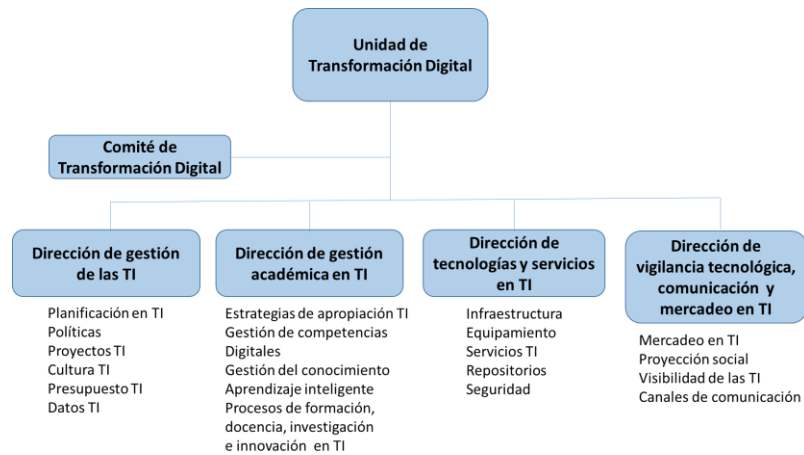 Unidad de
Transformación Digital
Comité de
Transformación Digital
Dirección de gestión
de las TI
Planificación en TI
Políticas
Proyectos TI
Cultura TI
Presupuesto TI
Datos TI
Dirección de gestión
académica en TI
Estrategias de apropiación TI
Gestión de competencias
Digitales
Gestión del conocimiento
Aprendizaje inteligente
Procesos de formación,
docencia, investigación
e innovación en TI
Dirección de
tecnologías y servicios
en TI
Infraestructura
Equipamiento
Servicios TI
Repositorios
Seguridad
Dirección de
vigilancia tecnológica,
comunicación y
mercadeo en TI
Mercadeo en TI
Proyección social
Visibilidad de las TI
Canales de comunicación